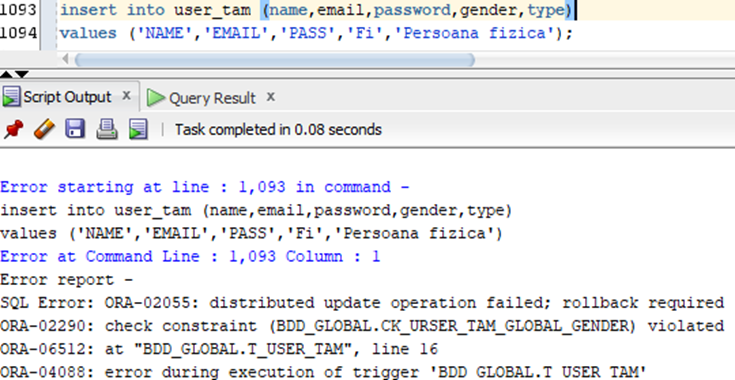 1093 insert into user_tam (name,email,password,gender,type)
1094 values ('NAME','EMAIL','PASS','Fi','Persoana fizica');
Script Output x Query Result x
Task completed in 0.08 seconds
Error starting at line : 1,093 in command -
insert into user_tam (name,email,password,gender,type)
values ('NAME','EMAIL','PASS','Fi','Persoana fizica')
Error at Command Line : 1,093 Column : 1
Error report -
SQL Error: ORA-02055: distributed update operation failed; rollback required
ORA-02290: check constraint (BDD_GLOBAL.CK_URSER_TAM_GLOBAL_GENDER) violated
ORA-06512: at "BDD_GLOBAL.T_USER_TAM", line 16
ORA-04088: error during execution of trigger 'BDD_GLOBAL.T_USER_TAM'